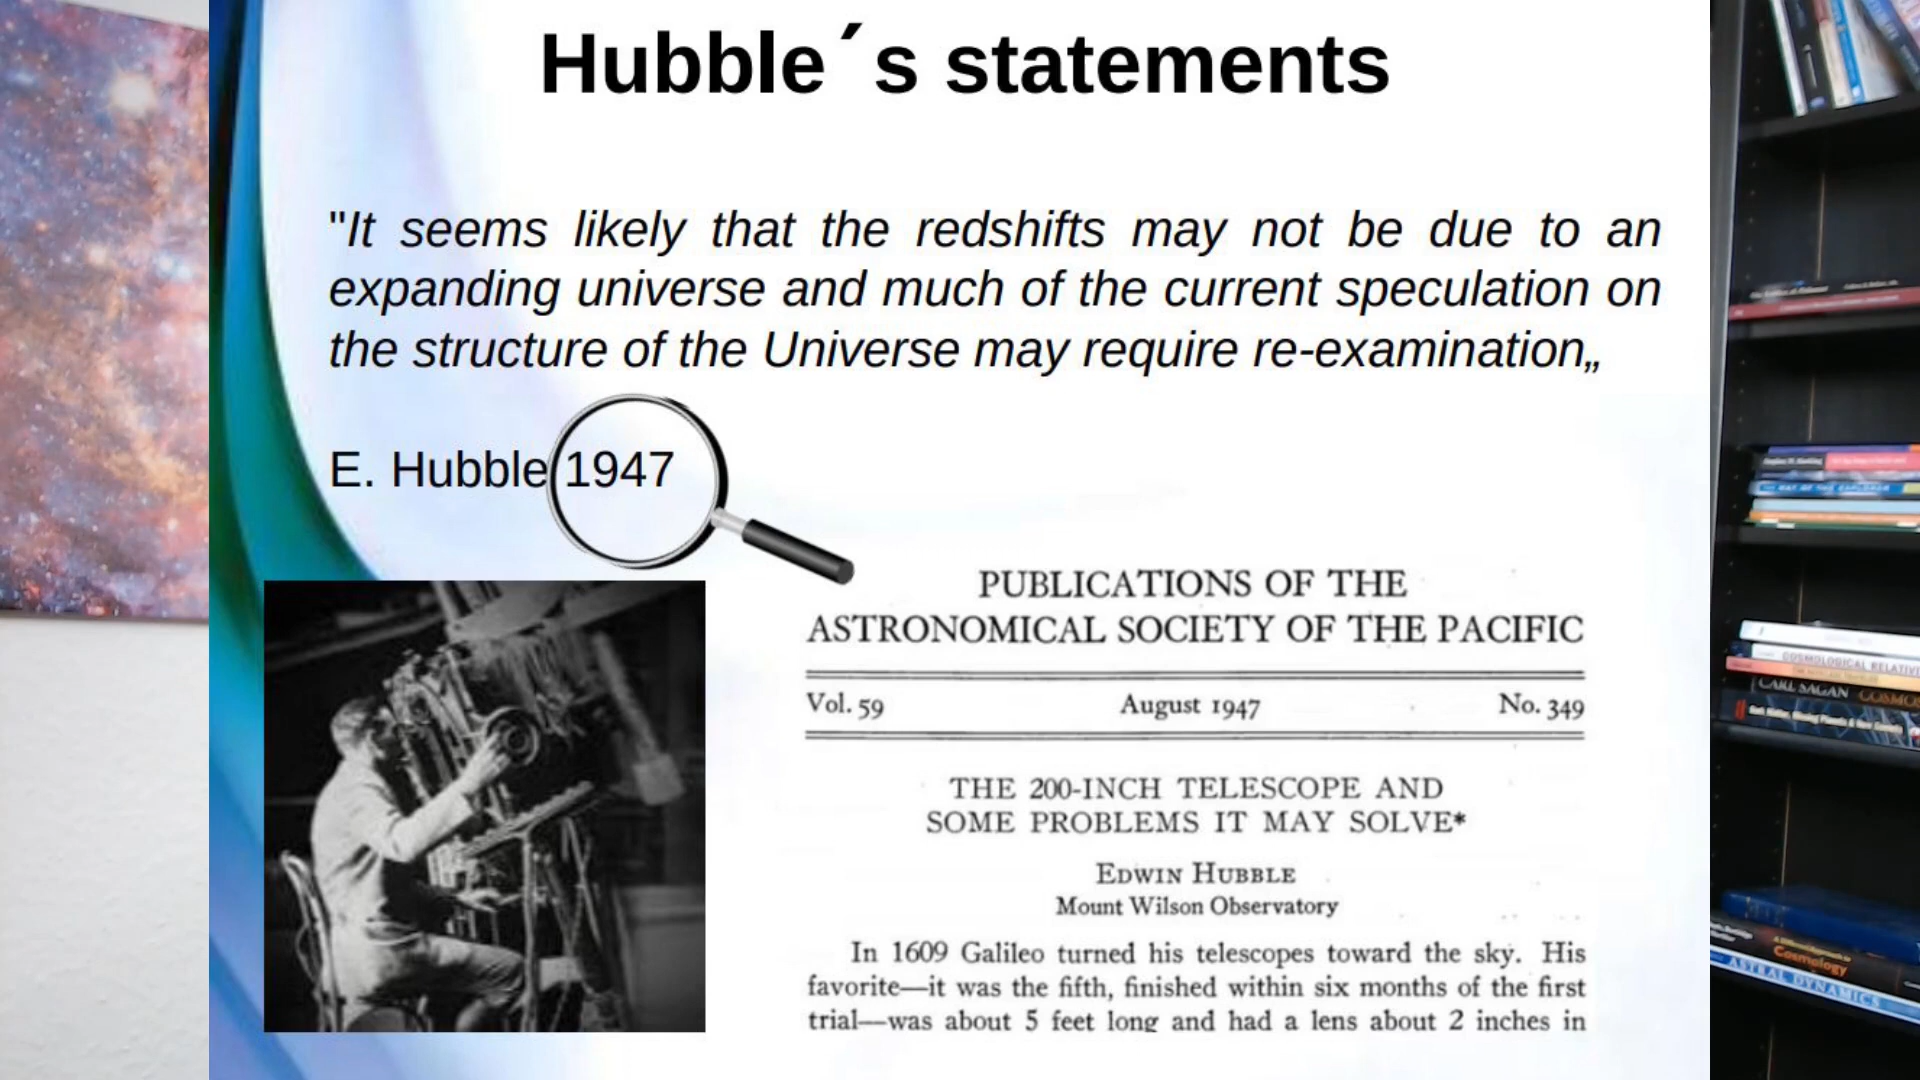 Hubble´s statements
"It seems likely that the redshifts may not be due to an
expanding universe and much of the current speculation on
the structure of the Universe may require re-examination„
E. Hubble 1947
PUBLICATIONS OF THE
ASTRONOMICAL SOCIETY OF THE PACIFIC
Vol. 59 August 1947 No. 349
THE 200-INCH TELESCOPE AND
SOME PROBLEMS IT MAY SOLVE*
EDWIN HUBBLE
Mount Wilson Observatory
In 1609 Galileo turned his telescopes toward the sky. His
favorite—it was the fifth, finished within six months of the first
trial—was about 5 feet long and had a lens about 2 inches in
COSMOLOGICAL
CARL SAGAN
Cosmology
ASTRAL DYNAMICS